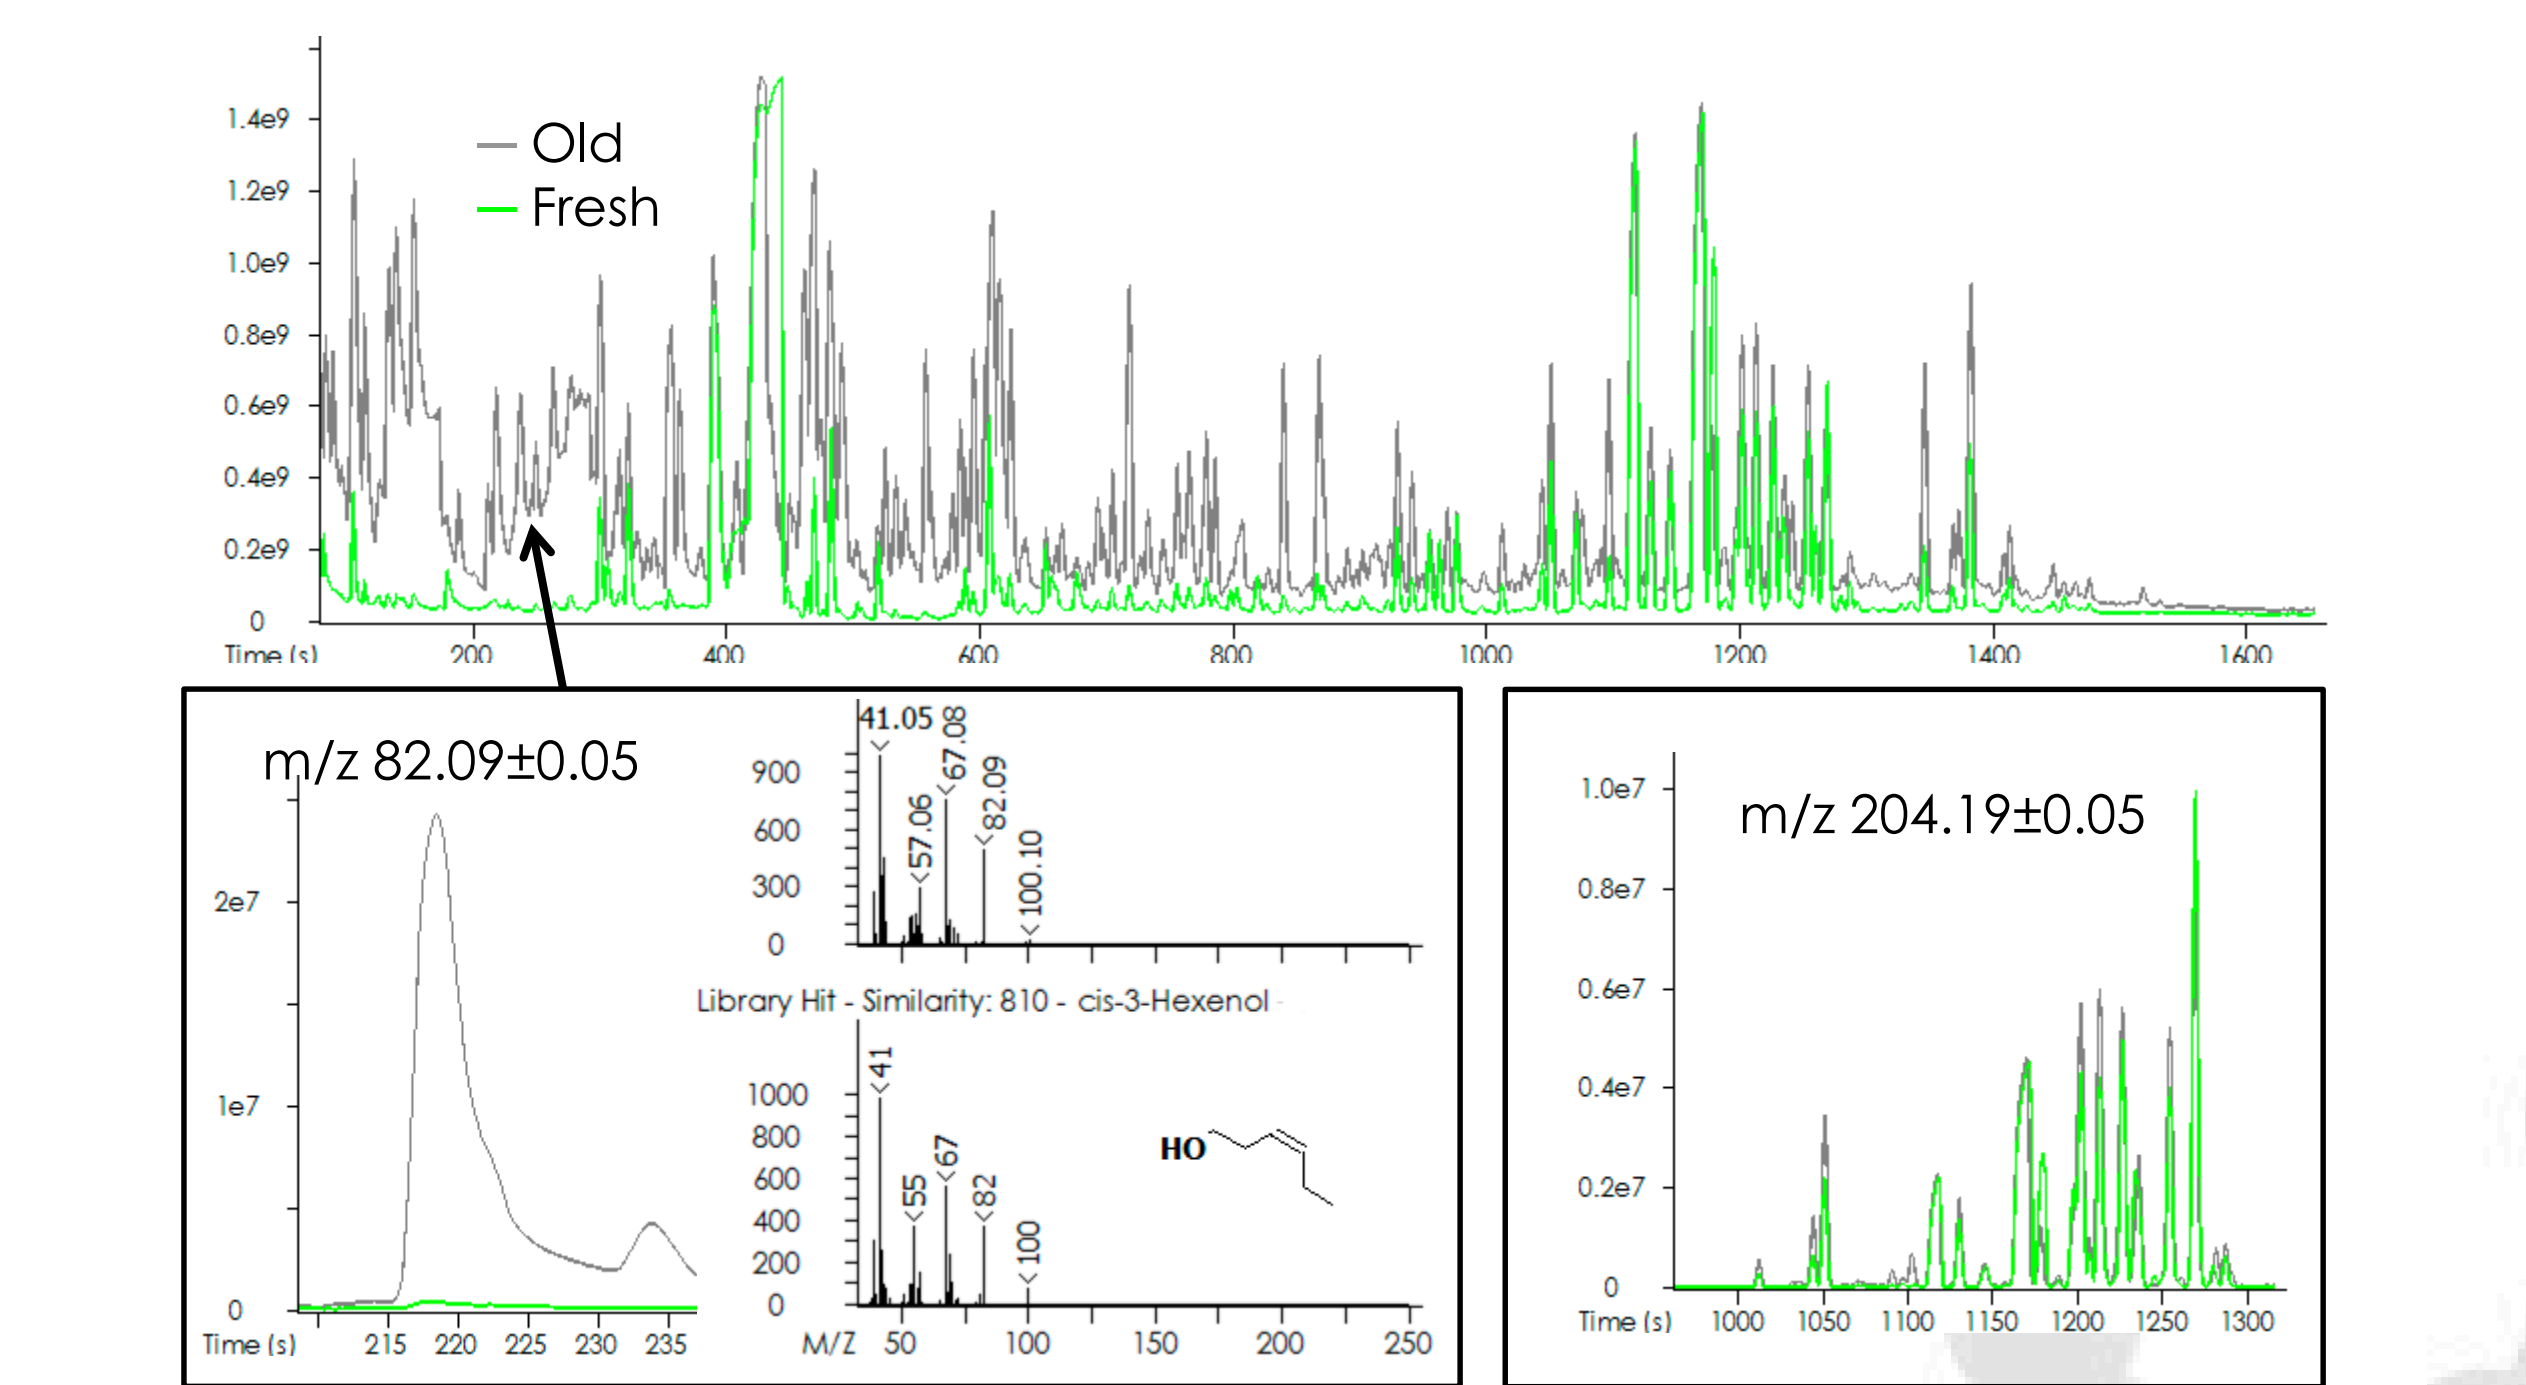 1.4e9
1.2e9
1.0e9
0.8e9
0.6e9
0.4e9
0.2e9
0
Old
Fresh
Time (s) 200 400 600 800 1000 1200 1400 1600
m/z 82.09±0.05
2e7
1e7
0
Time (s) 215 220 225 230 235
900
600
300
0
41.05
57.06
67.08
82.09
100.10
Library Hit - Similarity: 810 - cis-3-Hexenol
1000
800
600
400
200
0
41
55
67
82
100
HO
M/Z 50 100 150 200 250
m/z 204.19±0.05
1.0e7
0.8e7
0.6e7
0.4e7
0.2e7
0
Time (s) 1000 1050 1100 1150 1200 1250 1300